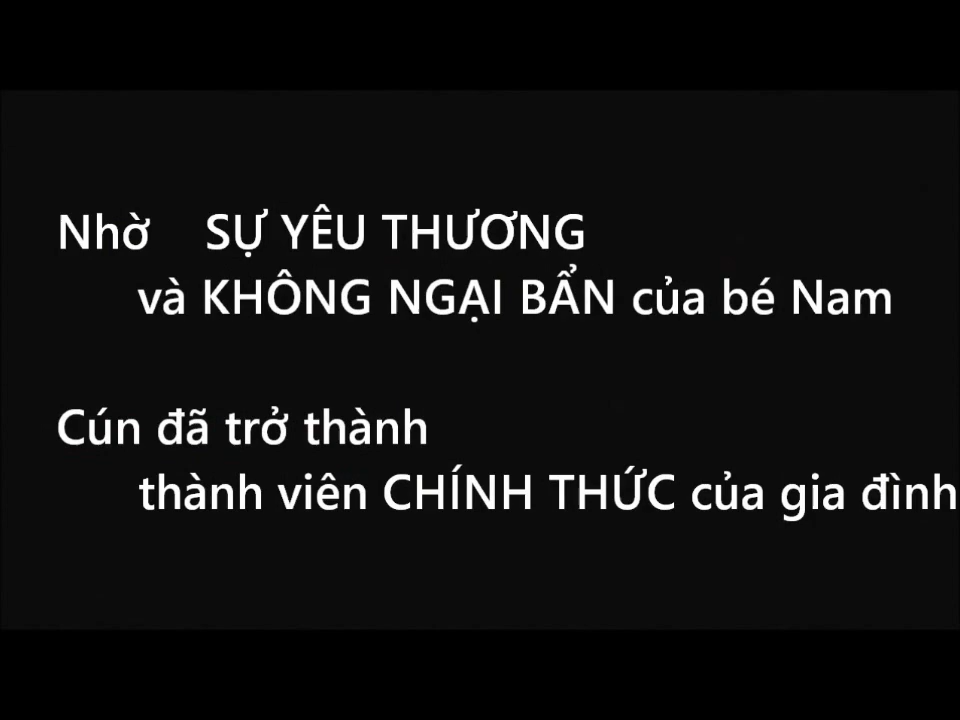 Nhờ SỰ YÊU THƯƠNG
và KHÔNG NGẠI BẨN của bé Nam
Cún đã trở thành
thành viên CHÍNH THỨC của gia đình